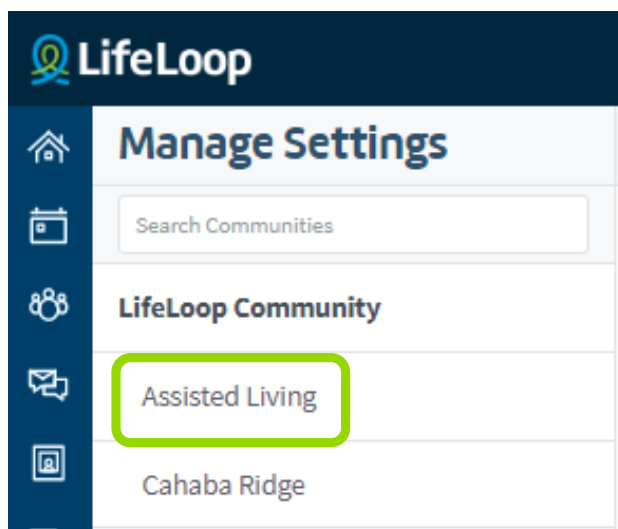 LifeLoop
Manage Settings
Search Communities
LifeLoop Community
Assisted Living
Cahaba Ridge